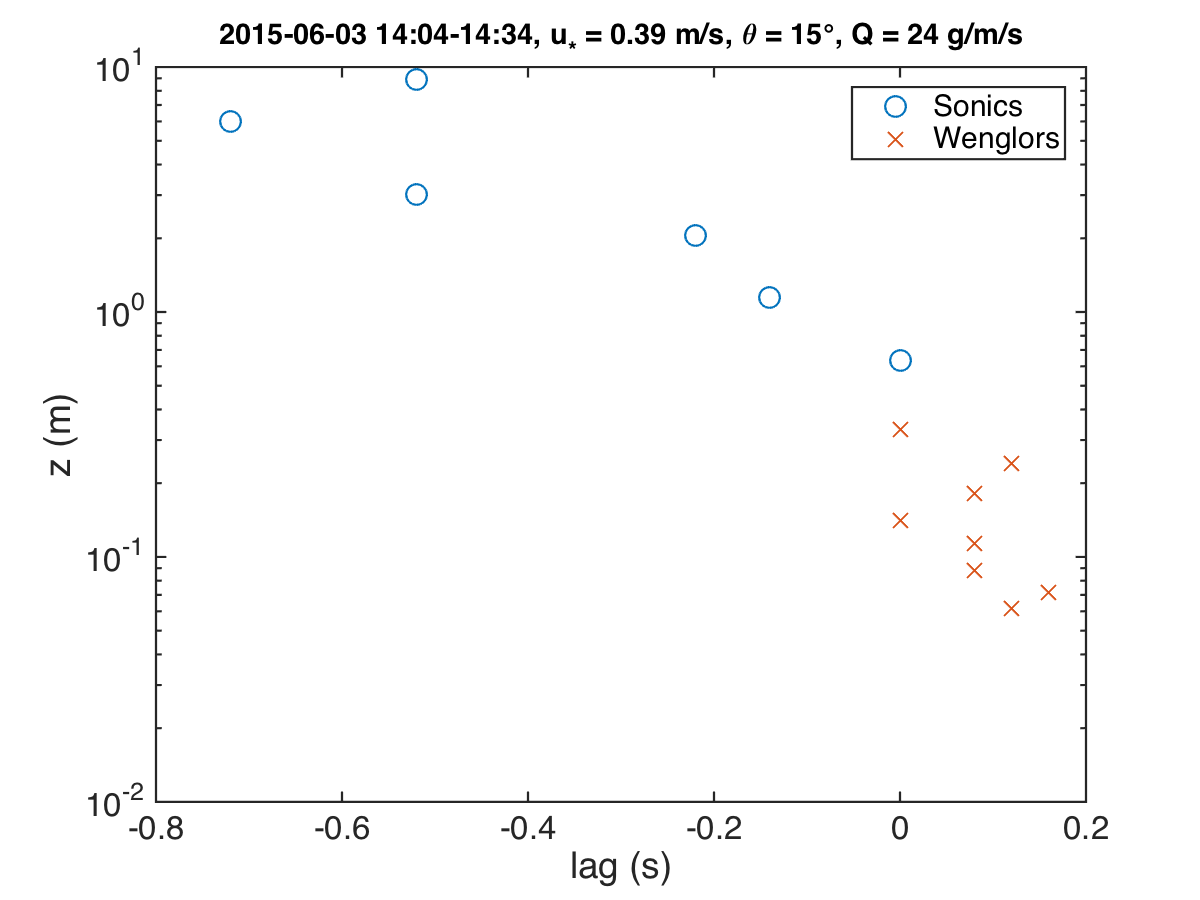 2015-06-03 14:04-14:34, u* = 0.39 m/s, θ = 15°, Q = 24 g/m/s
Sonics
Wenglors
10^1
10^0
10^-1
10^-2
z (m)
-0.8 -0.6 -0.4 -0.2 0 0.2
lag (s)